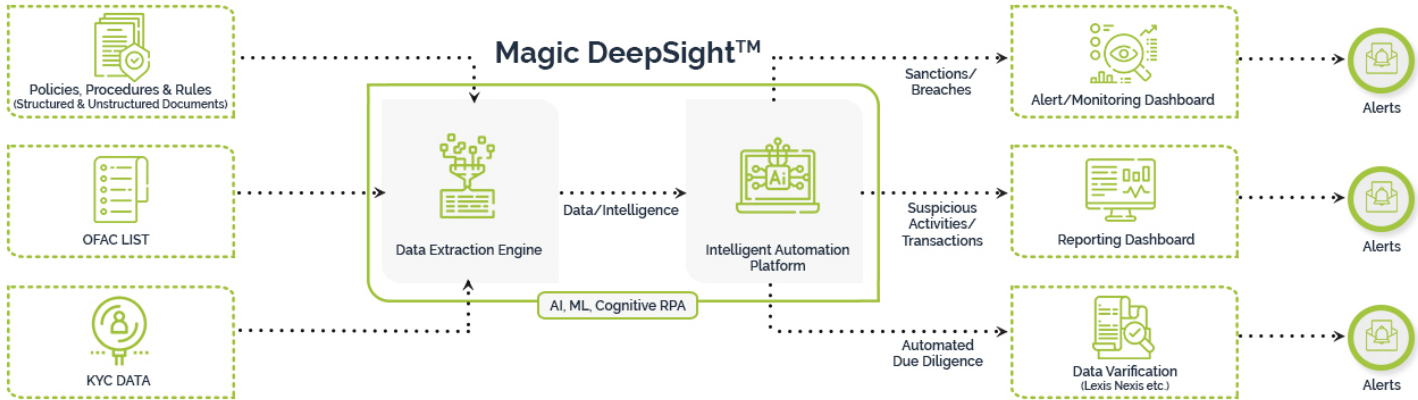 Magic DeepSight™
Policies, Procedures & Rules
(Structured & Unstructured Documents)
OFAC LIST
KYC DATA
Data Extraction Engine
Data/Intelligence
Ai
Intelligent Automation
Platform
AI, ML, Cognitive RPA
Sanctions/
Breaches
Suspicious
Activities/
Transactions
Automated
Due Diligence
Alert/Monitoring Dashboard
Reporting Dashboard
Data Varification
(Lexis Nexis etc.)
Alerts
Alerts
Alerts